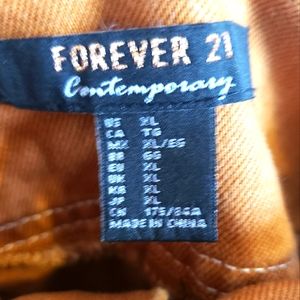 FOREVER 21
Contemporary
US XL
CA TG
MX XL/EG
BR GG
EU XL
UK XL
KR XL
JP XL
CN 175/84A
MADE IN CHINA